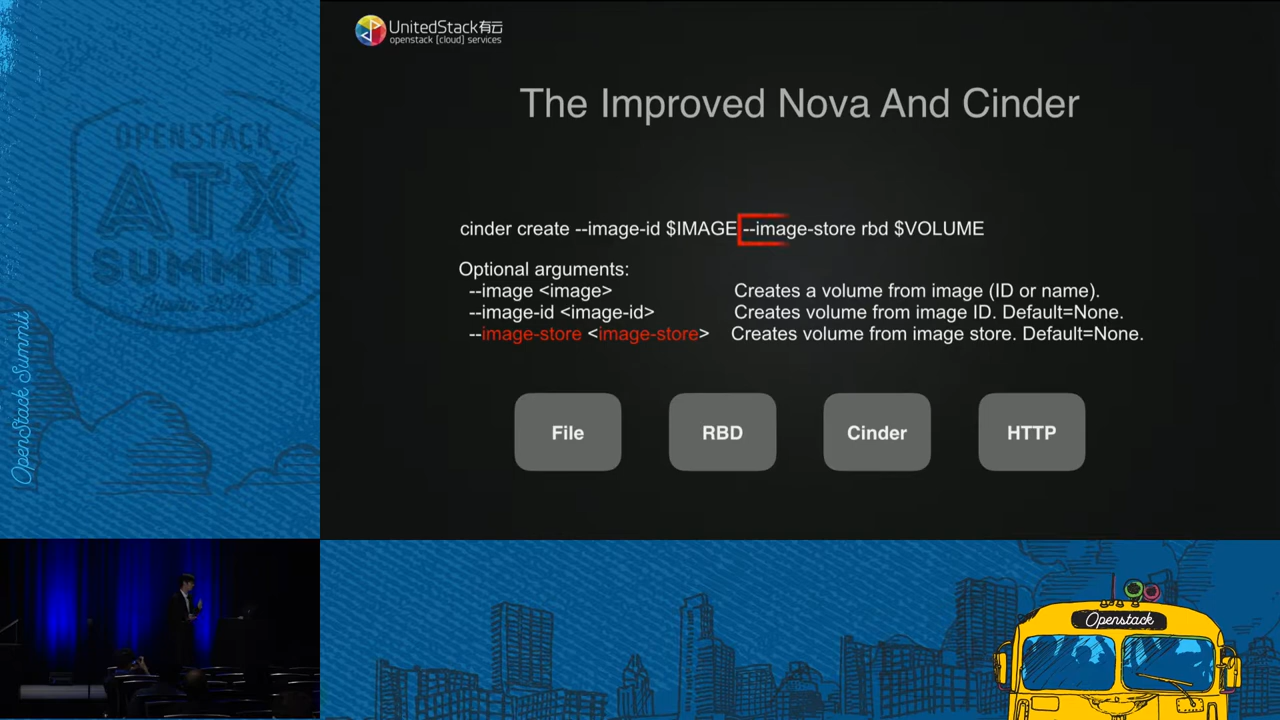 UnitedStack有云
openstack [cloud] services
The Improved Nova And Cinder
cinder create --image-id $IMAGE --image-store rbd $VOLUME
Optional arguments:
--image <image> Creates a volume from image (ID or name).
--image-id <image-id> Creates volume from image ID. Default=None.
--image-store <image-store> Creates volume from image store. Default=None.
File
RBD
Cinder
HTTP
OPENSTACK
ATX
SUMMIT
OpenStack Summit
Openstack